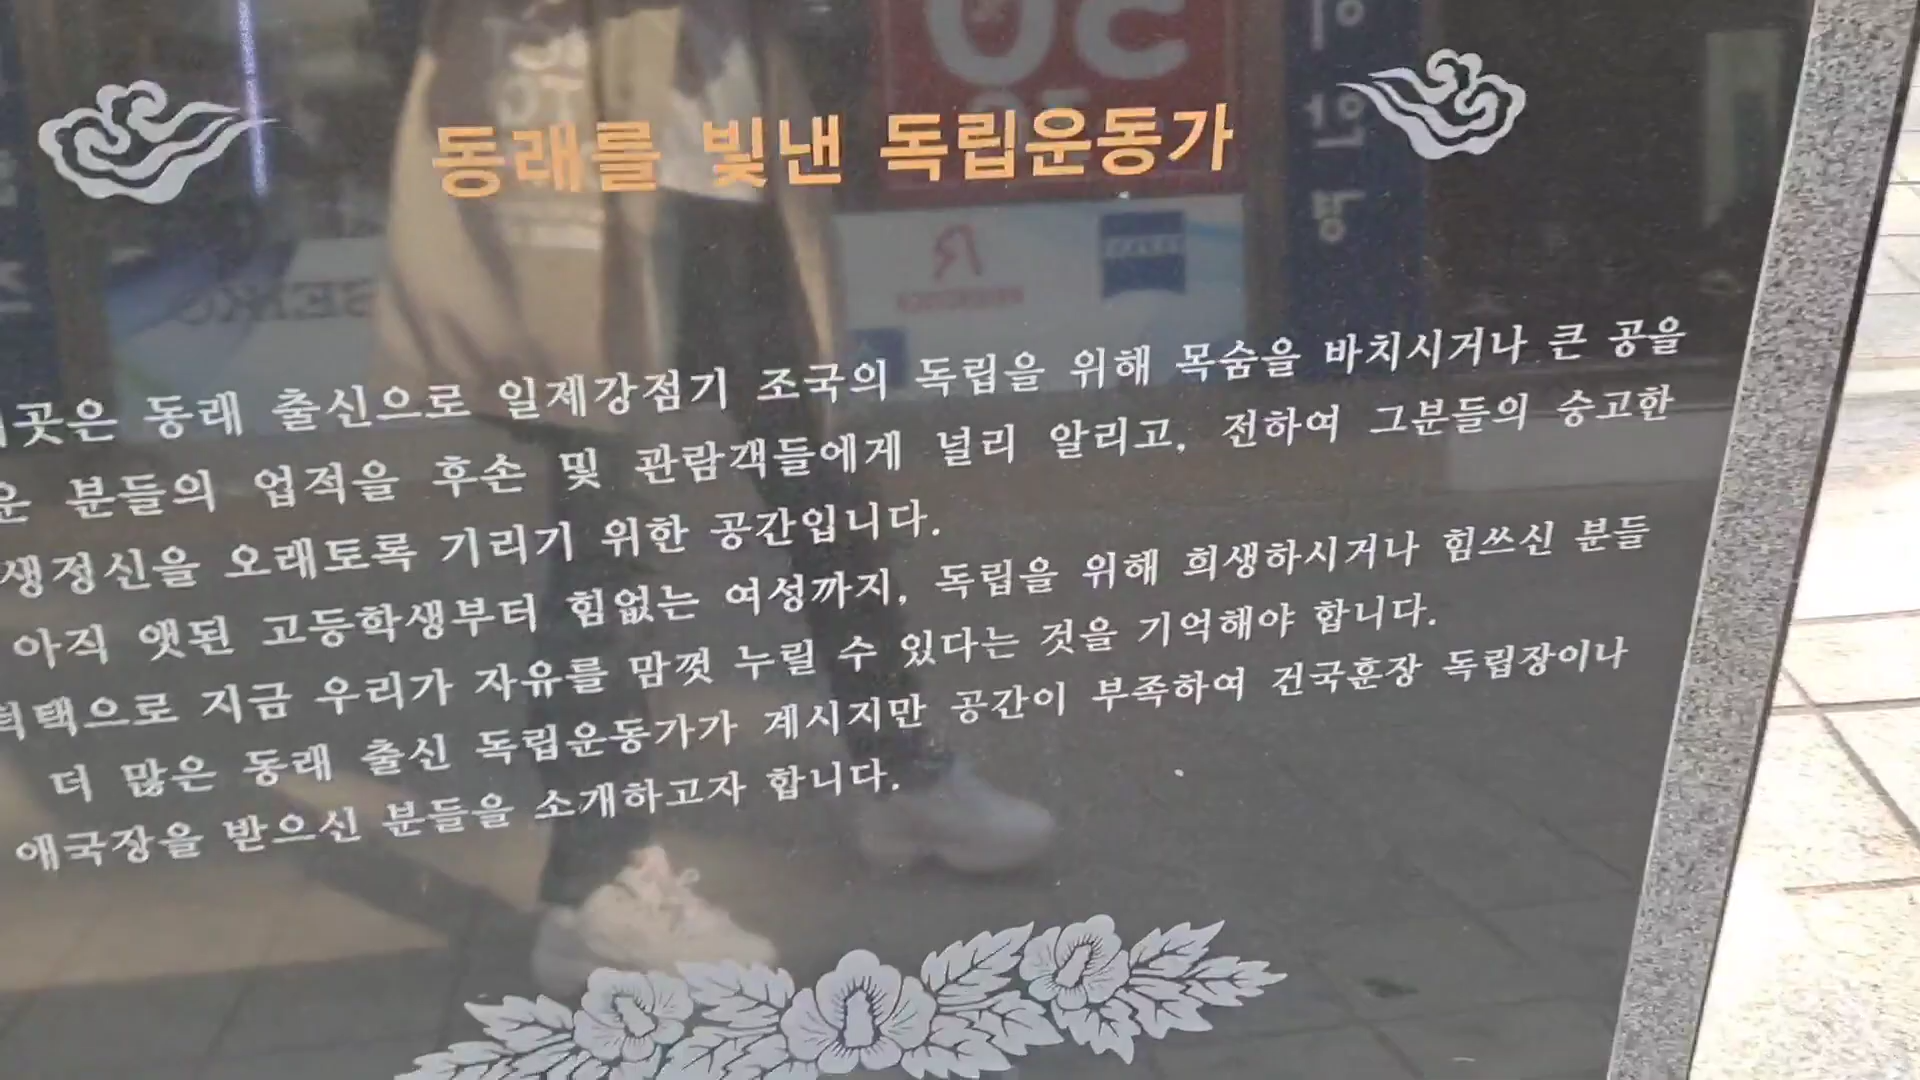 동래를 빛낸 독립운동가
이곳은 동래 출신으로 일제강점기 조국의 독립을 위해 목숨을 바치시거나 큰 공을
운 분들의 업적을 후손 및 관람객들에게 널리 알리고, 전하여 그분들의 숭고한
생정신을 오래토록 기리기 위한 공간입니다.
아직 앳된 고등학생부터 힘없는 여성까지, 독립을 위해 희생하시거나 힘쓰신 분들
혁택으로 지금 우리가 자유를 맘껏 누릴 수 있다는 것을 기억해야 합니다.
더 많은 동래 출신 독립운동가가 계시지만 공간이 부족하여 건국훈장 독립장이나
애국장을 받으신 분들을 소개하고자 합니다.